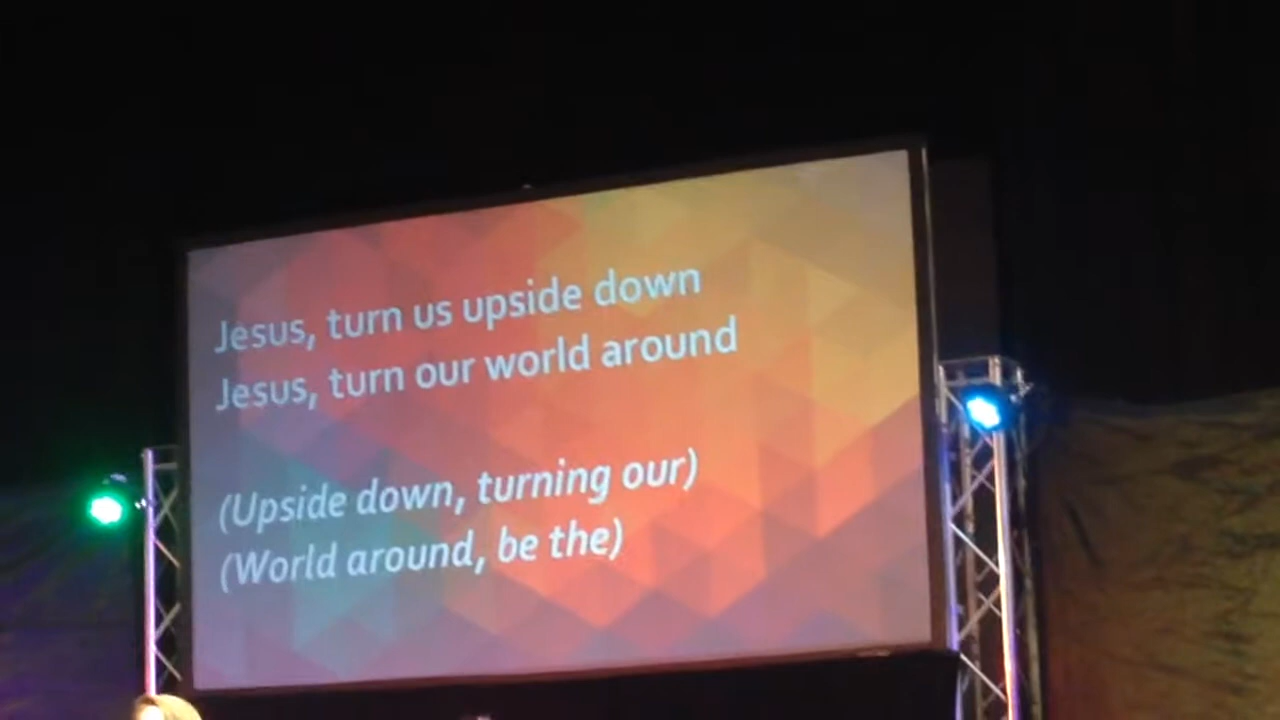 Jesus, turn us upside down
Jesus, turn our world around
(Upside down, turning our)
(World around, be the)